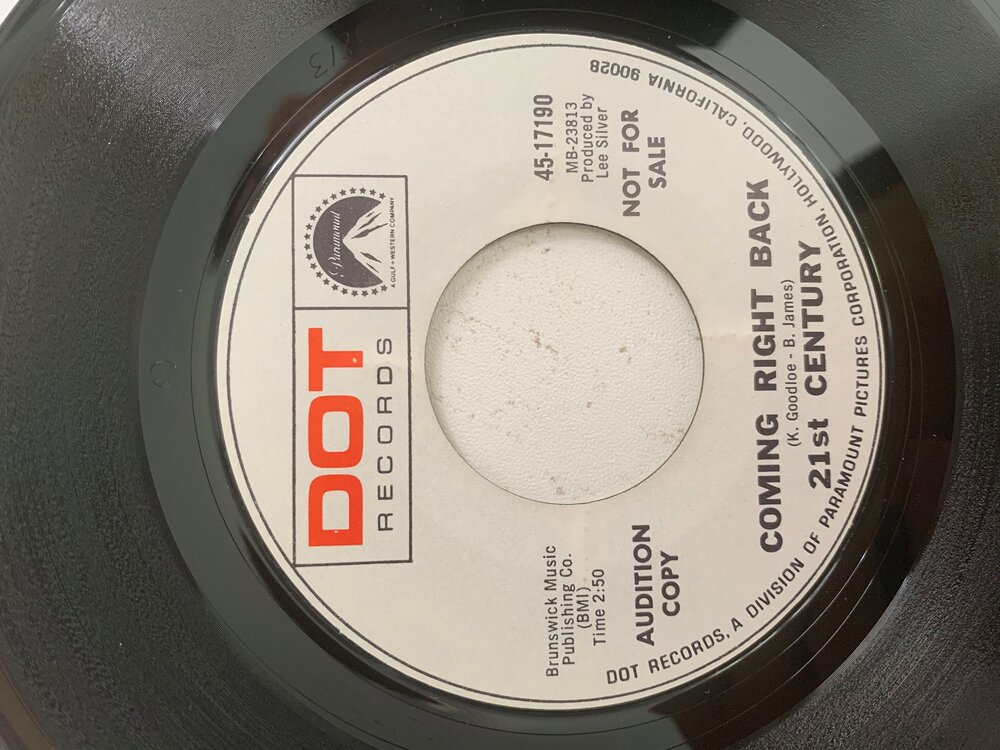 DOT
RECORDS
Paramount
A GULF + WESTERN COMPANY
Brunswick Music
Publishing Co.
(BMI)
Time 2:50
AUDITION
COPY
45-17190
MB-23813
Produced by
Lee Silver
NOT FOR
SALE
COMING RIGHT BACK
(K. Goodloe - B. James)
21st CENTURY
DOT RECORDS, A DIVISION OF PARAMOUNT PICTURES CORPORATION, HOLLYWOOD, CALIFORNIA 90028